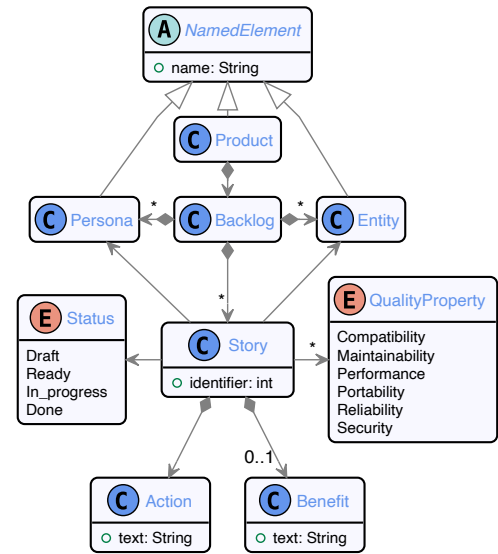 A NamedElement
name: String
C Product
* *
C Persona
C Backlog
C Entity
*
E Status
Draft
Ready
In_progress
Done
C Story
identifier: int
*
E QualityProperty
Compatibility
Maintainability
Performance
Portability
Reliability
Security
0..1
C Action
text: String
C Benefit
text: String